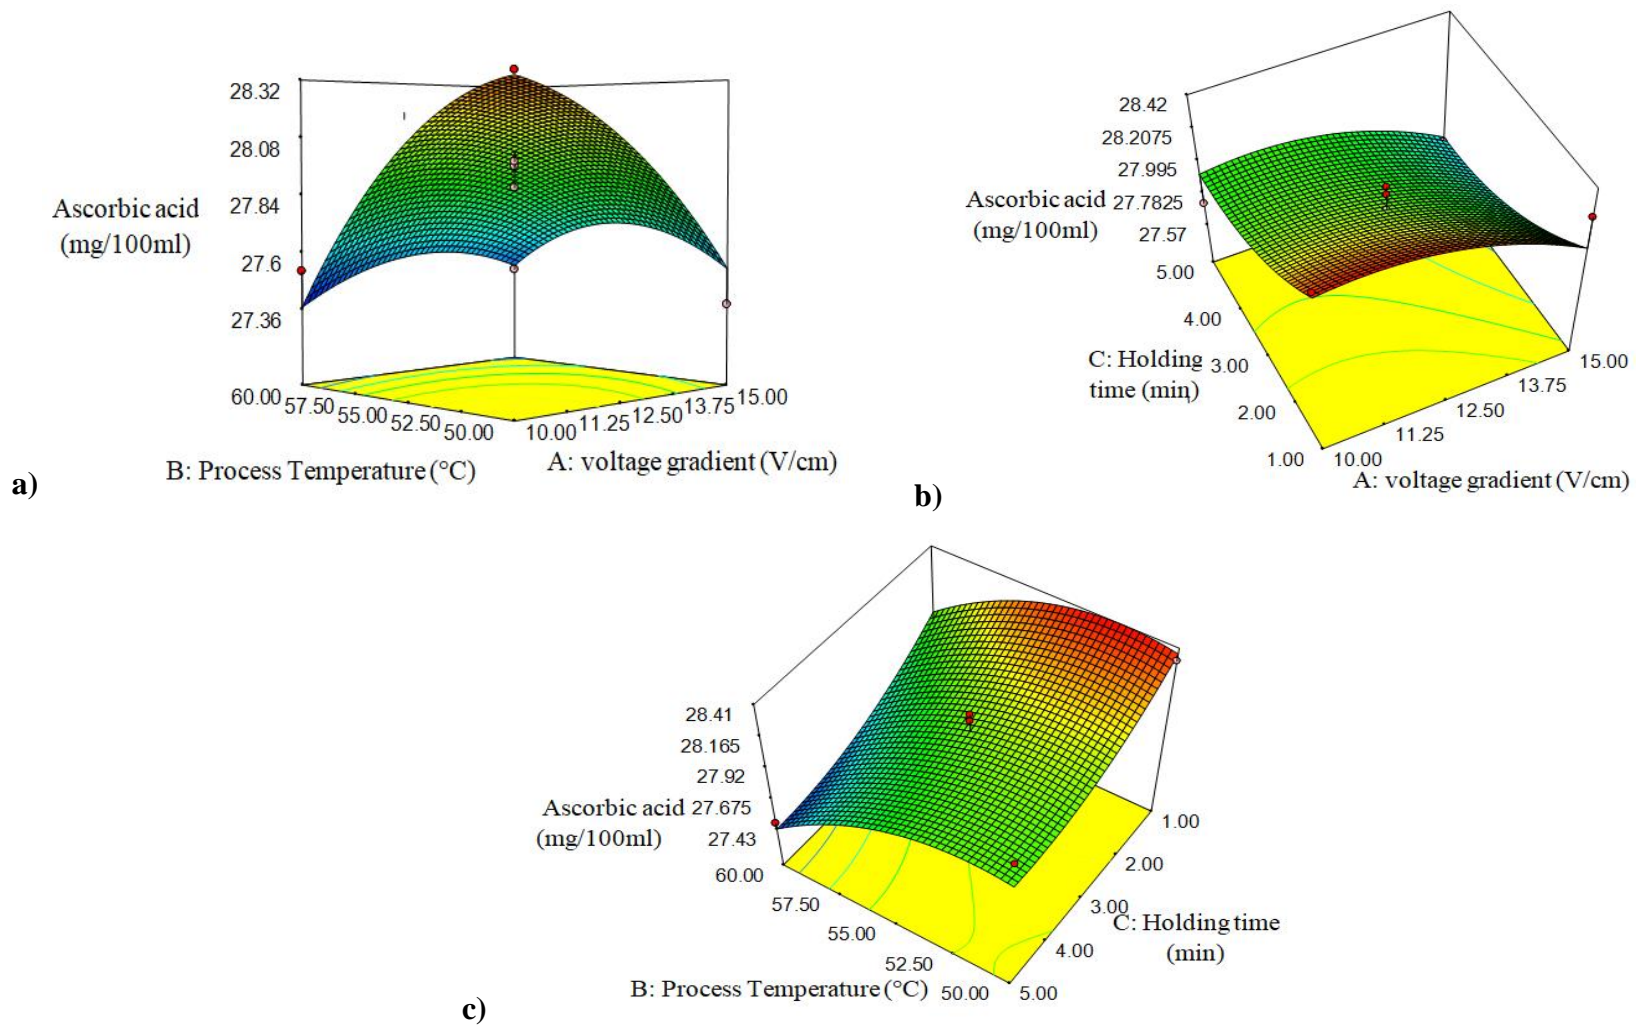 28.32
28.08
27.84
27.6
27.36
Ascorbic acid
(mg/100ml)
60.00
57.50
55.00
52.50
50.00
10.00
11.25
12.50
13.75
15.00
B: Process Temperature (°C)
A: voltage gradient (V/cm)
a)
28.42
28.2075
27.995
27.7825
27.57
Ascorbic acid
(mg/100ml)
5.00
4.00
3.00
2.00
1.00
C: Holding
time (min)
10.00
11.25
12.50
13.75
15.00
A: voltage gradient (V/cm)
b)
28.41
28.165
27.92
27.675
27.43
Ascorbic acid
(mg/100ml)
60.00
57.50
55.00
52.50
50.00
B: Process Temperature (°C)
1.00
2.00
3.00
4.00
5.00
C: Holding time
(min)
c)